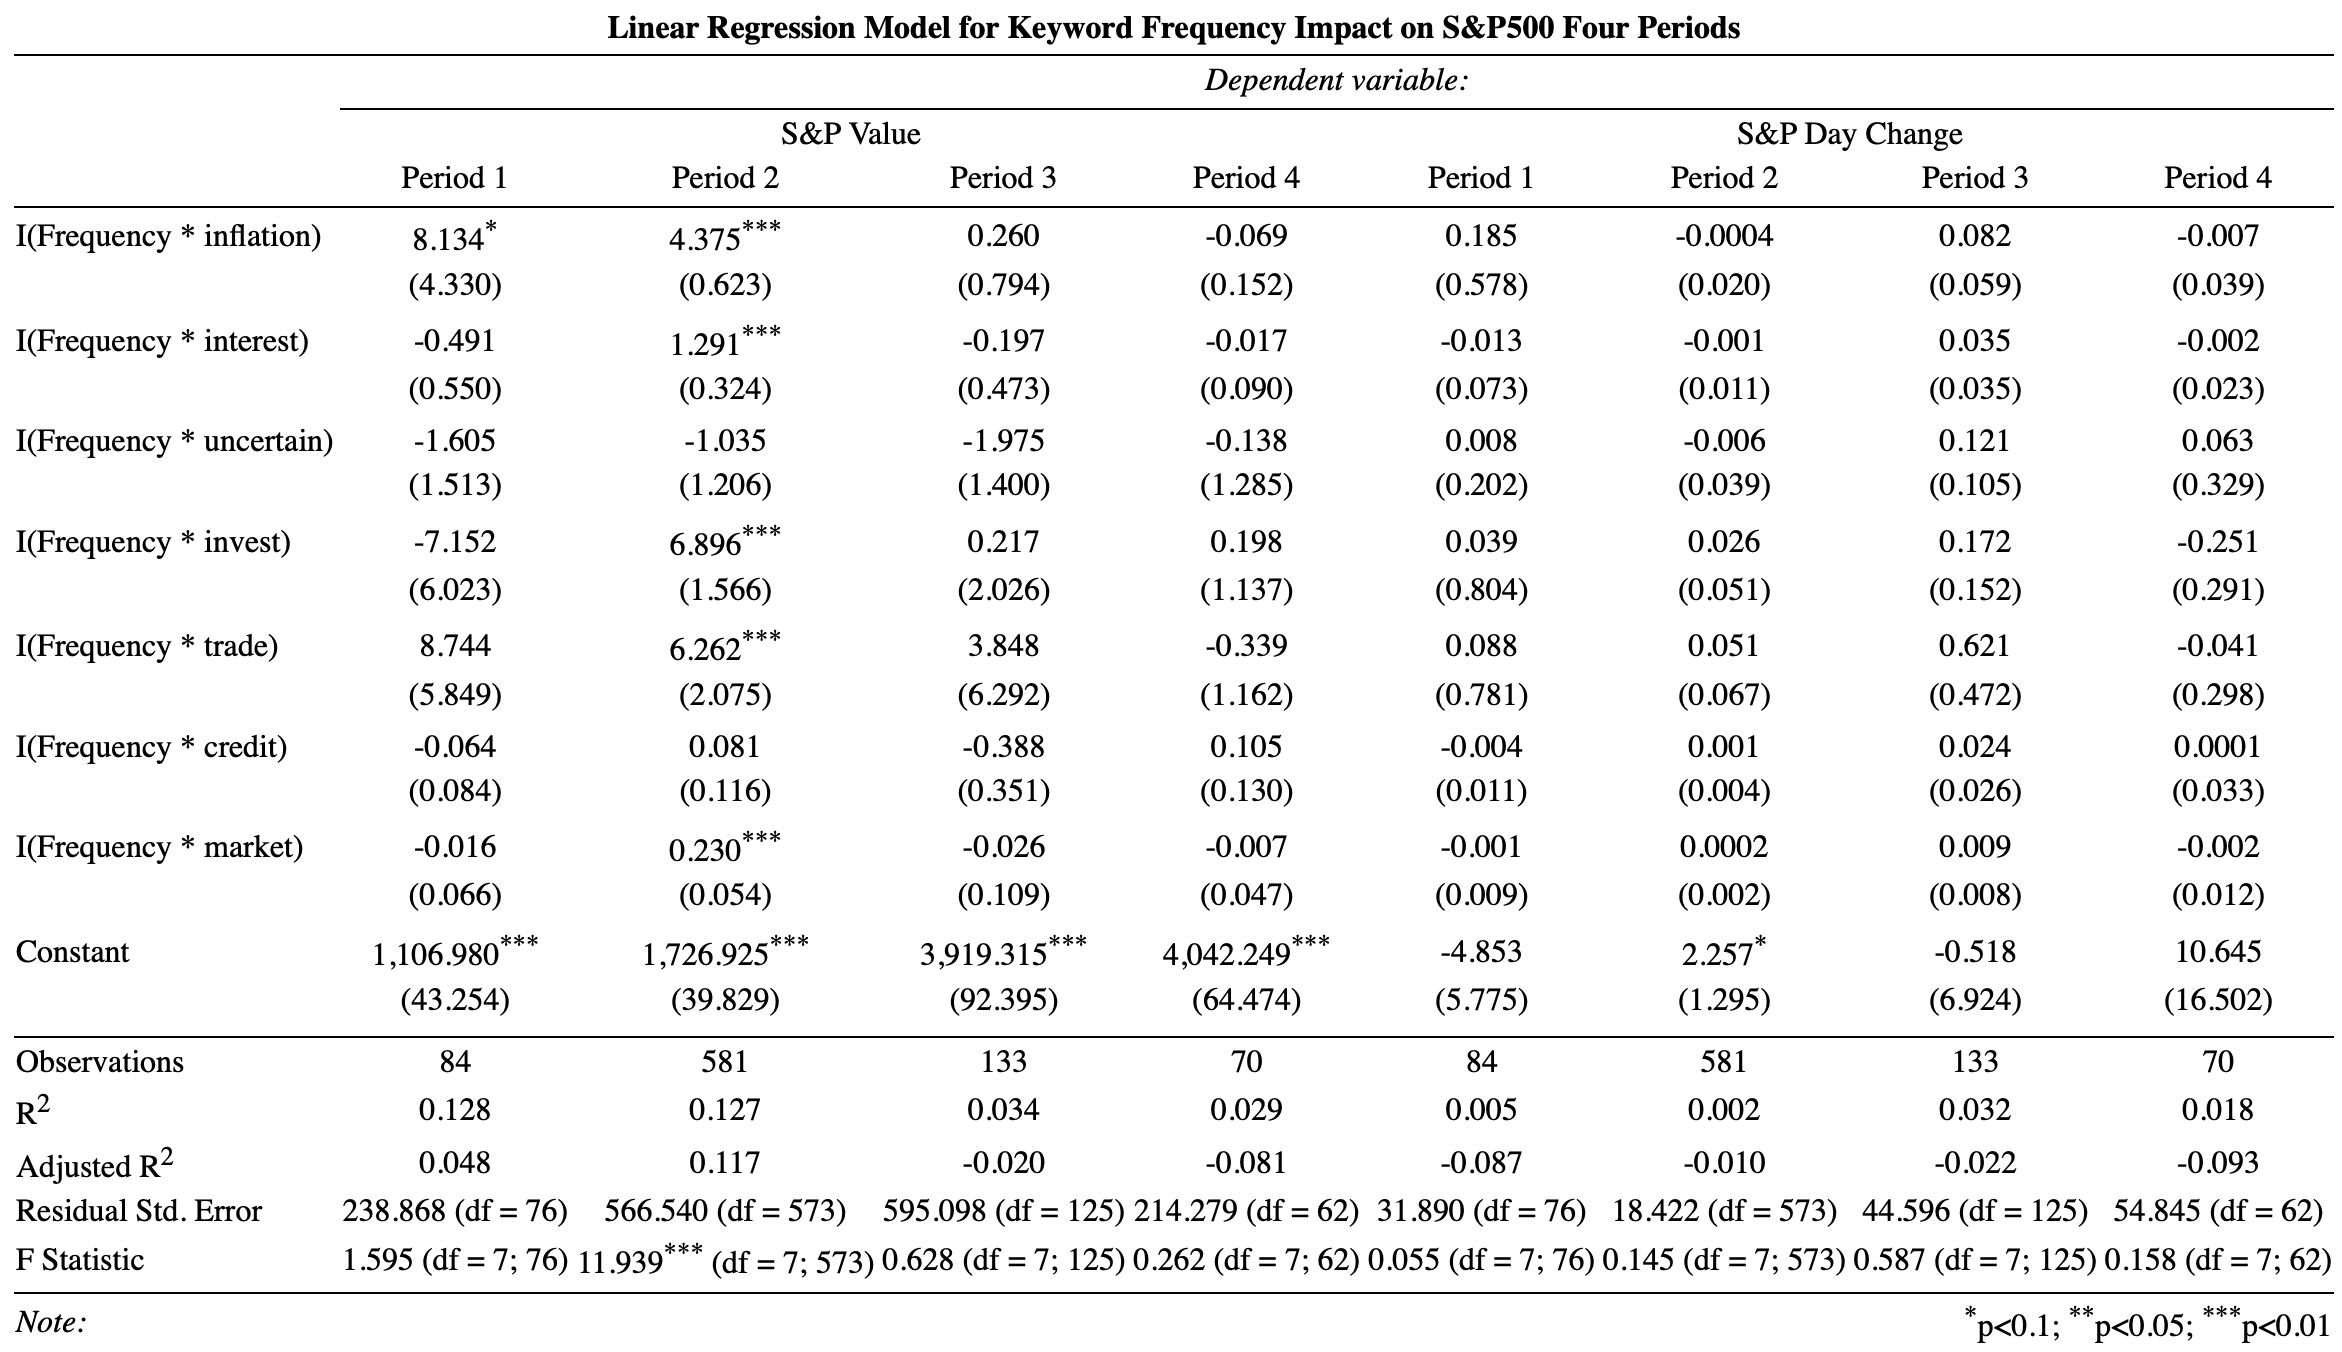 Linear Regression Model for Keyword Frequency Impact on S&P500 Four Periods
Dependent variable:
S&P Value S&P Day Change
Period 1 Period 2 Period 3 Period 4 Period 1 Period 2 Period 3 Period 4
I(Frequency * inflation) 8.134* 4.375*** 0.260 -0.069 0.185 -0.0004 0.082 -0.007
(4.330) (0.623) (0.794) (0.152) (0.578) (0.020) (0.059) (0.039)
I(Frequency * interest) -0.491 1.291*** -0.197 -0.017 -0.013 -0.001 0.035 -0.002
(0.550) (0.324) (0.473) (0.090) (0.073) (0.011) (0.035) (0.023)
I(Frequency * uncertain) -1.605 -1.035 -1.975 -0.138 0.008 -0.006 0.121 0.063
(1.513) (1.206) (1.400) (1.285) (0.202) (0.039) (0.105) (0.329)
I(Frequency * invest) -7.152 6.896*** 0.217 0.198 0.039 0.026 0.172 -0.251
(6.023) (1.566) (2.026) (1.137) (0.804) (0.051) (0.152) (0.291)
I(Frequency * trade) 8.744 6.262*** 3.848 -0.339 0.088 0.051 0.621 -0.041
(5.849) (2.075) (6.292) (1.162) (0.781) (0.067) (0.472) (0.298)
I(Frequency * credit) -0.064 0.081 -0.388 0.105 -0.004 0.001 0.024 0.0001
(0.084) (0.116) (0.351) (0.130) (0.011) (0.004) (0.026) (0.033)
I(Frequency * market) -0.016 0.230*** -0.026 -0.007 -0.001 0.0002 0.009 -0.002
(0.066) (0.054) (0.109) (0.047) (0.009) (0.002) (0.008) (0.012)
Constant 1,106.980*** 1,726.925*** 3,919.315*** 4,042.249*** -4.853 2.257* -0.518 10.645
(43.254) (39.829) (92.395) (64.474) (5.775) (1.295) (6.924) (16.502)
Observations 84 581 133 70 84 581 133 70
R2 0.128 0.127 0.034 0.029 0.005 0.002 0.032 0.018
Adjusted R2 0.048 0.117 -0.020 -0.081 -0.087 -0.010 -0.022 -0.093
Residual Std. Error 238.868 (df = 76) 566.540 (df = 573) 595.098 (df = 125) 214.279 (df = 62) 31.890 (df = 76) 18.422 (df = 573) 44.596 (df = 125) 54.845 (df = 62)
F Statistic 1.595 (df = 7; 76) 11.939*** (df = 7; 573) 0.628 (df = 7; 125) 0.262 (df = 7; 62) 0.055 (df = 7; 76) 0.145 (df = 7; 573) 0.587 (df = 7; 125) 0.158 (df = 7; 62)
Note: *p<0.1; **p<0.05; ***p<0.01